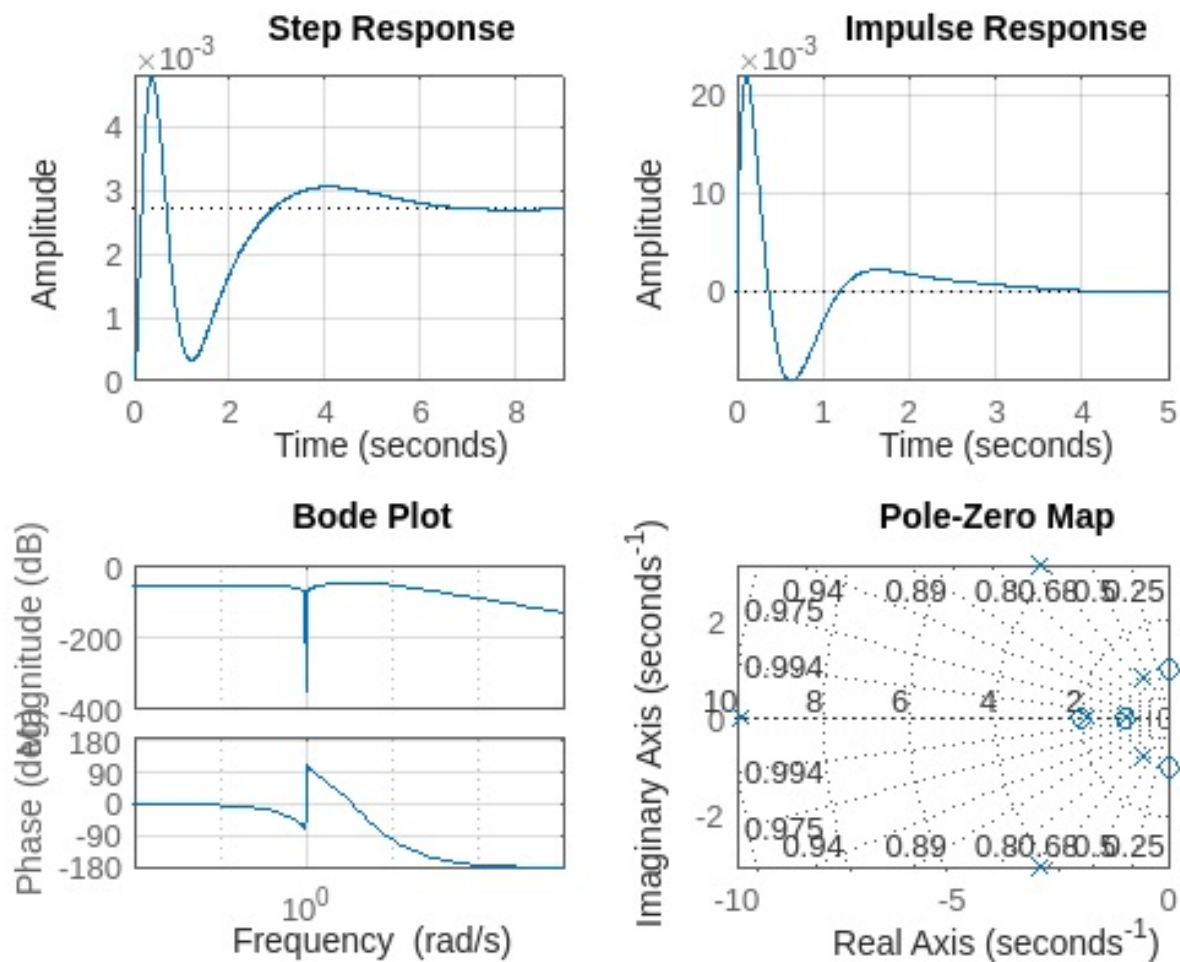 Step Response
×10-3
4
3
2
1
0
Amplitude
0 2 4 6 8
Time (seconds)
Impulse Response
×10-3
20
10
0
Amplitude
0 1 2 3 4 5
Time (seconds)
Bode Plot
Magnitude (dB)
0
-200
-400
Phase (deg)
180
90
0
-90
-180
100
Frequency (rad/s)
Pole-Zero Map
Imaginary Axis (seconds-1)
2
0
-2
0.94 0.89 0.8 0.68 0.5 0.25
0.975
0.994
10 8 6 4 2
0.994
0.975
0.94 0.89 0.8 0.68 0.5 0.25
-10 -5 0
Real Axis (seconds-1)